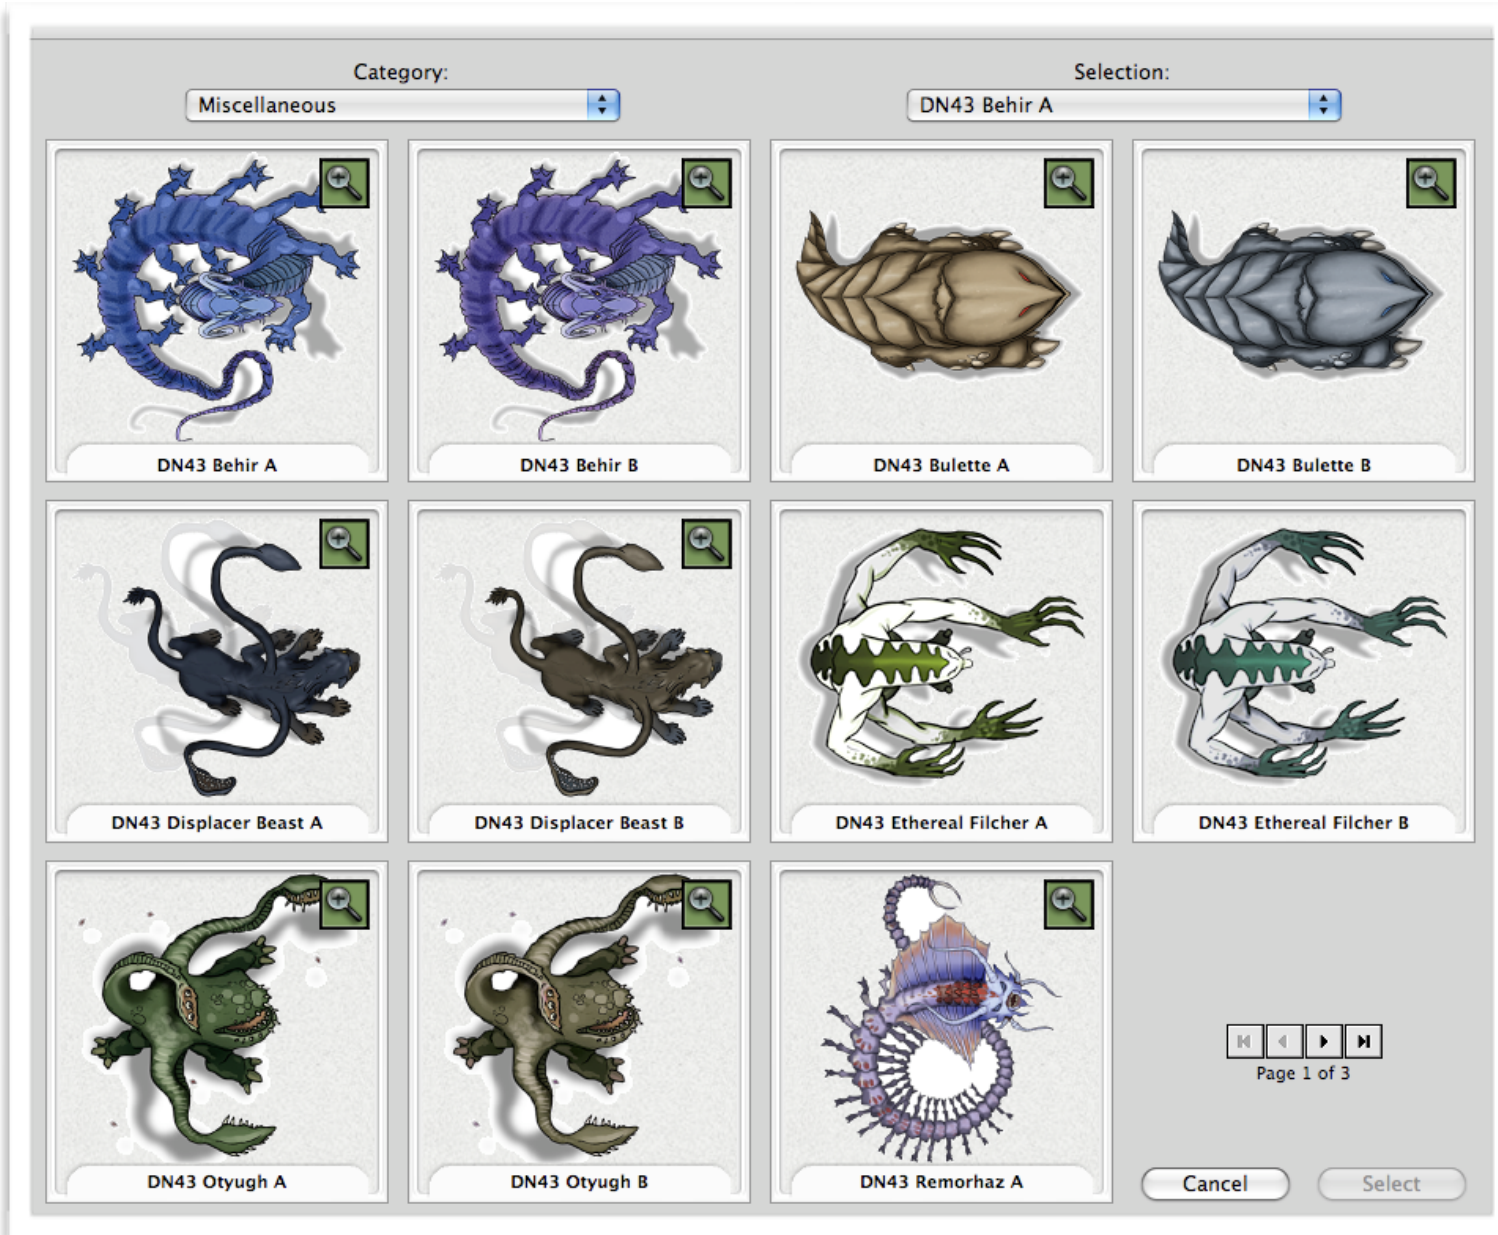 Category:
Selection:
Miscellaneous
DN43 Behir A
DN43 Behir A
DN43 Behir B
DN43 Bulette A
DN43 Bulette B
DN43 Displacer Beast A
DN43 Displacer Beast B
DN43 Ethereal Filcher A
DN43 Ethereal Filcher B
DN43 Otyugh A
DN43 Otyugh B
DN43 Remorhaz A
Page 1 of 3
Cancel
Select